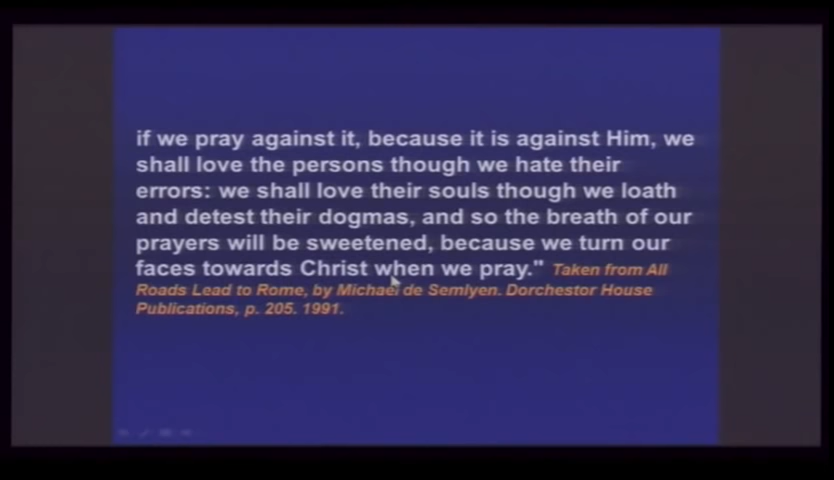 if we pray against it, because it is against Him, we
shall love the persons though we hate their
errors: we shall love their souls though we loath
and detest their dogmas, and so the breath of our
prayers will be sweetened, because we turn our
faces towards Christ when we pray." Taken from All
Roads Lead to Rome, by Michael de Semlyen. Dorchestor House
Publications, p. 205. 1991.